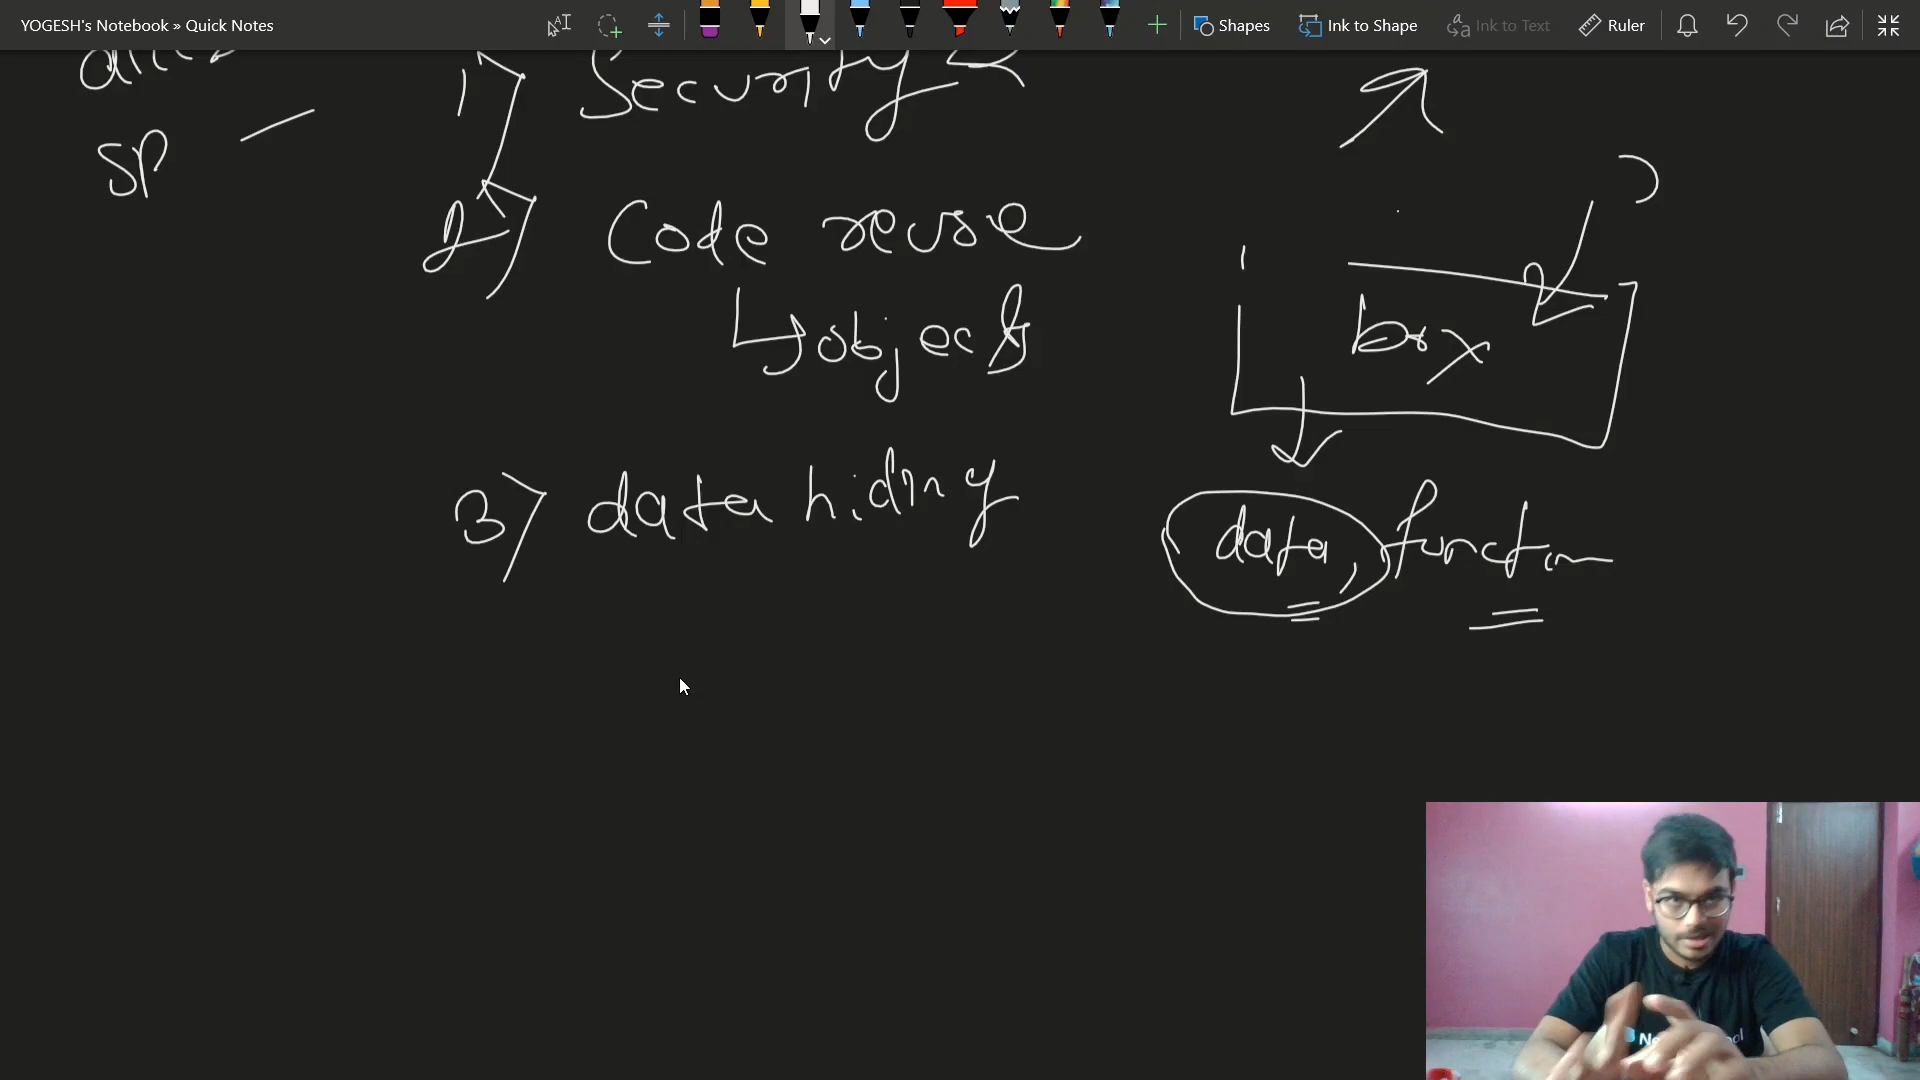 YOGESH's Notebook » Quick Notes
Shapes
Ink to Shape
Ink to Text
Ruler
1) Security
SP
2) Code reuse
objects
box
3) data hiding
data, function